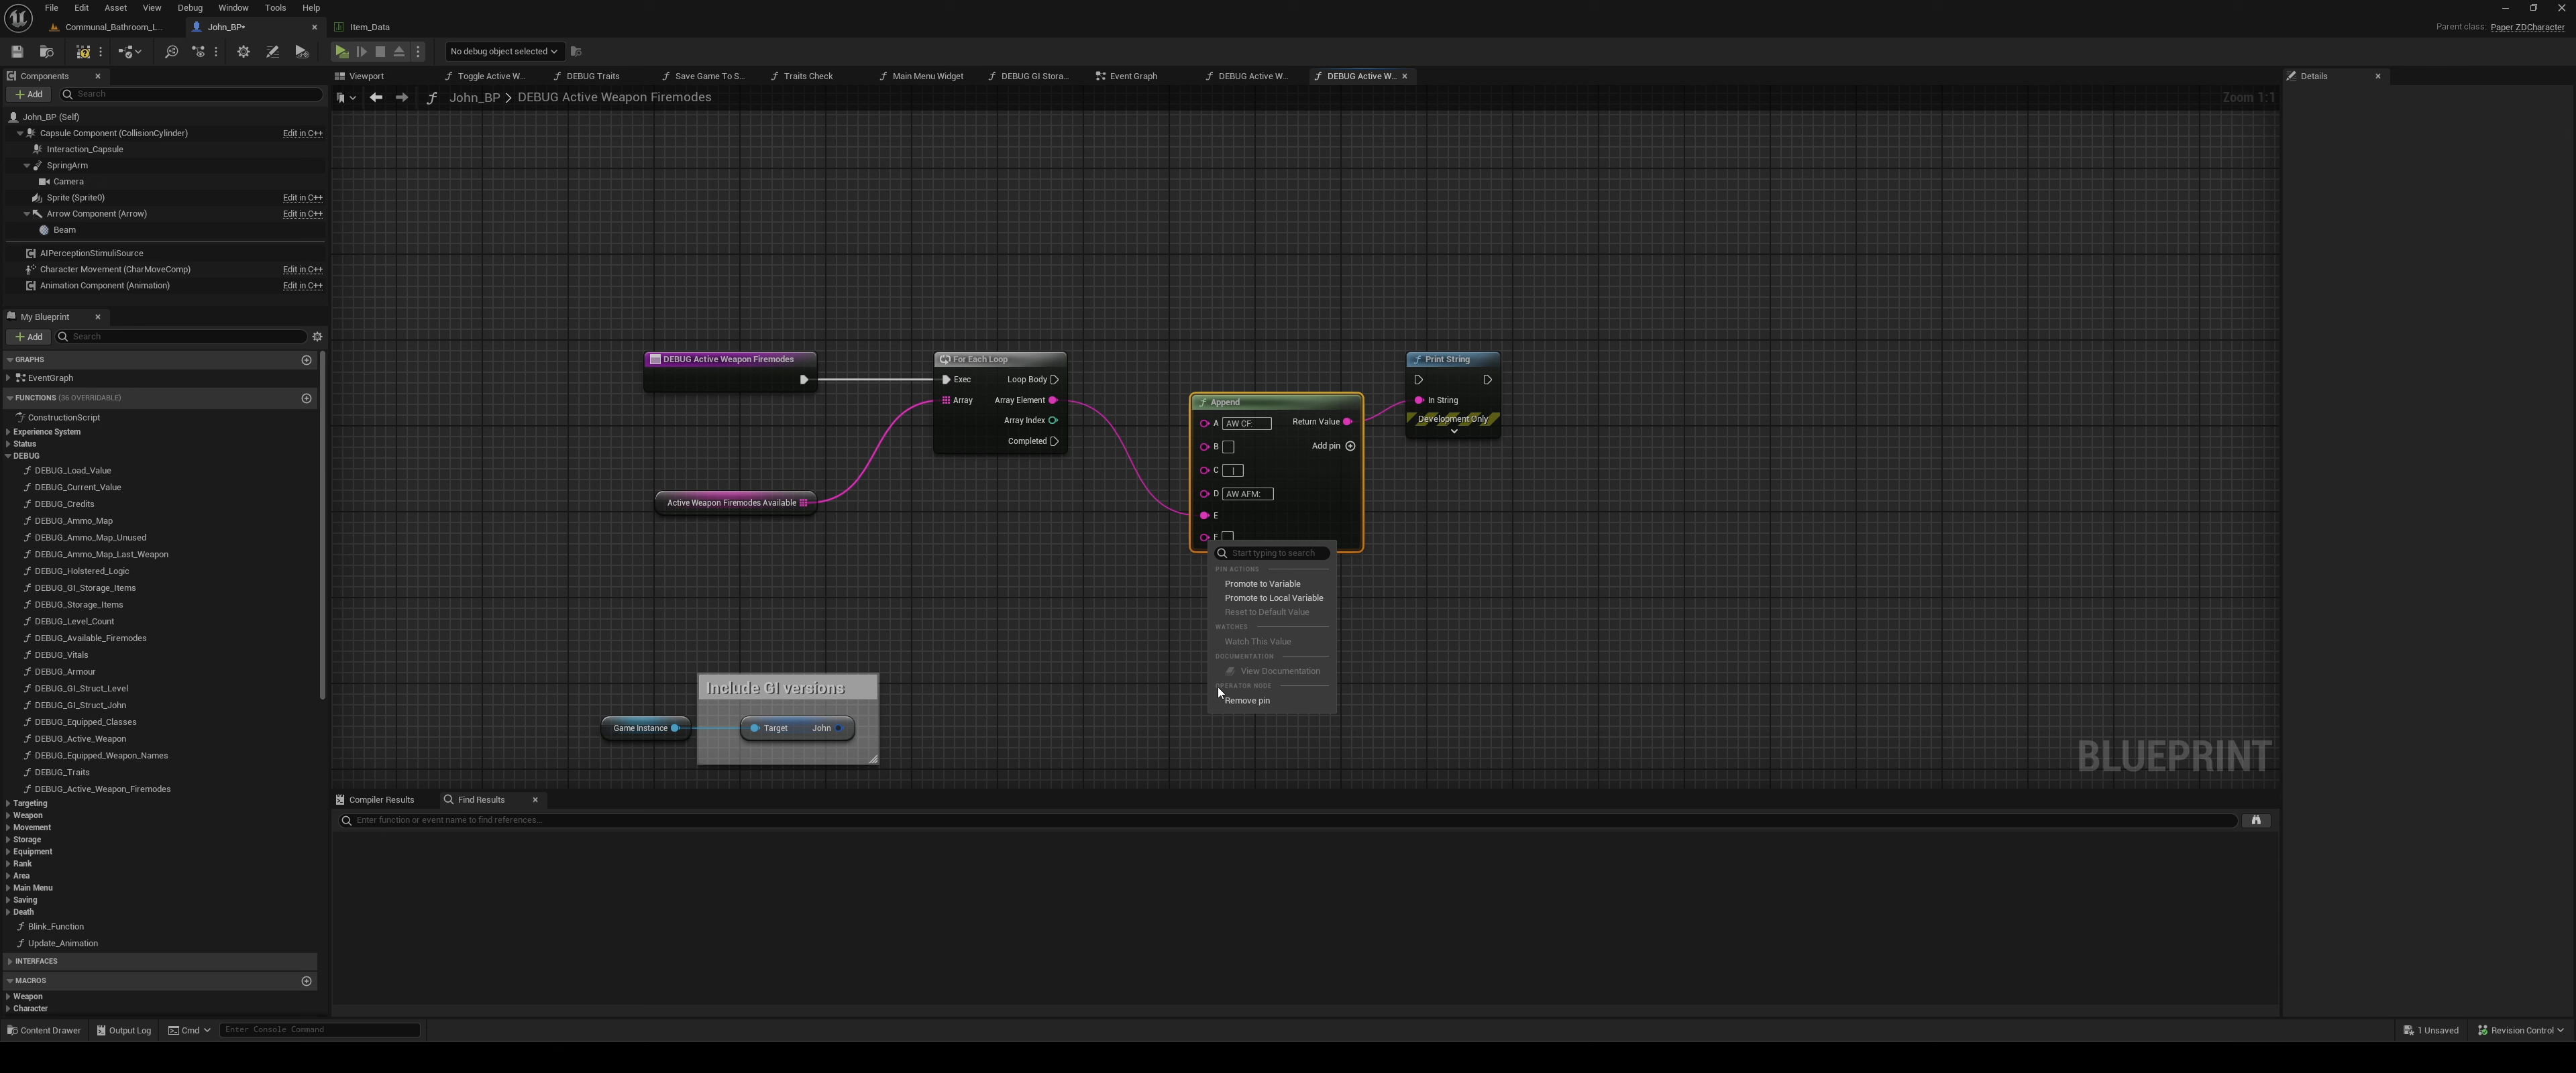 File Edit Asset View Debug Window Tools Help
Communal_Bathroom_L... John_BP* Item_Data
Parent class: Paper ZDCharacter
No debug object selected
Components
Viewport Toggle Active W... DEBUG Traits Save Game To S... Traits Check Main Menu Widget DEBUG GI Stora... Event Graph DEBUG Active W... DEBUG Active W...
Details
Add Search
John_BP > DEBUG Active Weapon Firemodes
Zoom 1:1
John_BP (Self)
Capsule Component (CollisionCylinder) Edit in C++
Interaction_Capsule
SpringArm
Camera
Sprite (Sprite0) Edit in C++
Arrow Component (Arrow) Edit in C++
Beam
AIPerceptionStimuliSource
Character Movement (CharMoveComp) Edit in C++
Animation Component (Animation) Edit in C++
My Blueprint
Add Search
GRAPHS
EventGraph
FUNCTIONS (36 OVERRIDABLE)
ConstructionScript
Experience System
Status
DEBUG
DEBUG_Load_Value
DEBUG_Current_Value
DEBUG_Credits
DEBUG_Ammo_Map
DEBUG_Ammo_Map_Unused
DEBUG_Ammo_Map_Last_Weapon
DEBUG_Holstered_Logic
DEBUG_GI_Storage_Items
DEBUG_Storage_Items
DEBUG_Level_Count
DEBUG_Available_Firemodes
DEBUG_Vitals
DEBUG_Armour
DEBUG_GI_Struct_Level
DEBUG_GI_Struct_John
DEBUG_Equipped_Classes
DEBUG_Active_Weapon
DEBUG_Equipped_Weapon_Names
DEBUG_Traits
DEBUG_Active_Weapon_Firemodes
Targeting
Weapon
Movement
Storage
Equipment
Rank
Area
Main Menu
Saving
Death
Blink_Function
Update_Animation
INTERFACES
MACROS
Weapon
Character
DEBUG Active Weapon Firemodes
Active Weapon Firemodes Available
For Each Loop
Exec Loop Body
Array Array Element
Array Index
Completed
Append
A AW CF: Return Value
B Add pin
C |
D AW AFM:
E
F
Print String
In String
Development Only
Start typing to search
PIN ACTIONS
Promote to Variable
Promote to Local Variable
Reset to Default Value
WATCHES
Watch This Value
DOCUMENTATION
View Documentation
OPERATOR NODE
Remove pin
Include GI versions
Game Instance
Target John
BLUEPRINT
Compiler Results Find Results
Enter function or event name to find references...
Content Drawer Output Log Cmd Enter Console Command
1 Unsaved Revision Control